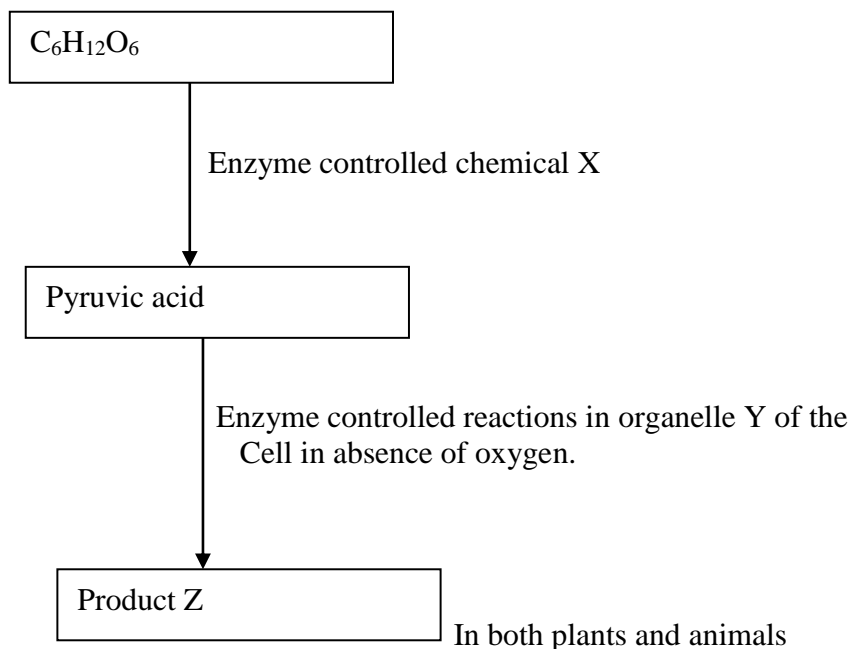 C₆H₁₂O₆
Enzyme controlled chemical X
Pyruvic acid
Enzyme controlled reactions in organelle Y of the
Cell in absence of oxygen.
Product Z
In both plants and animals